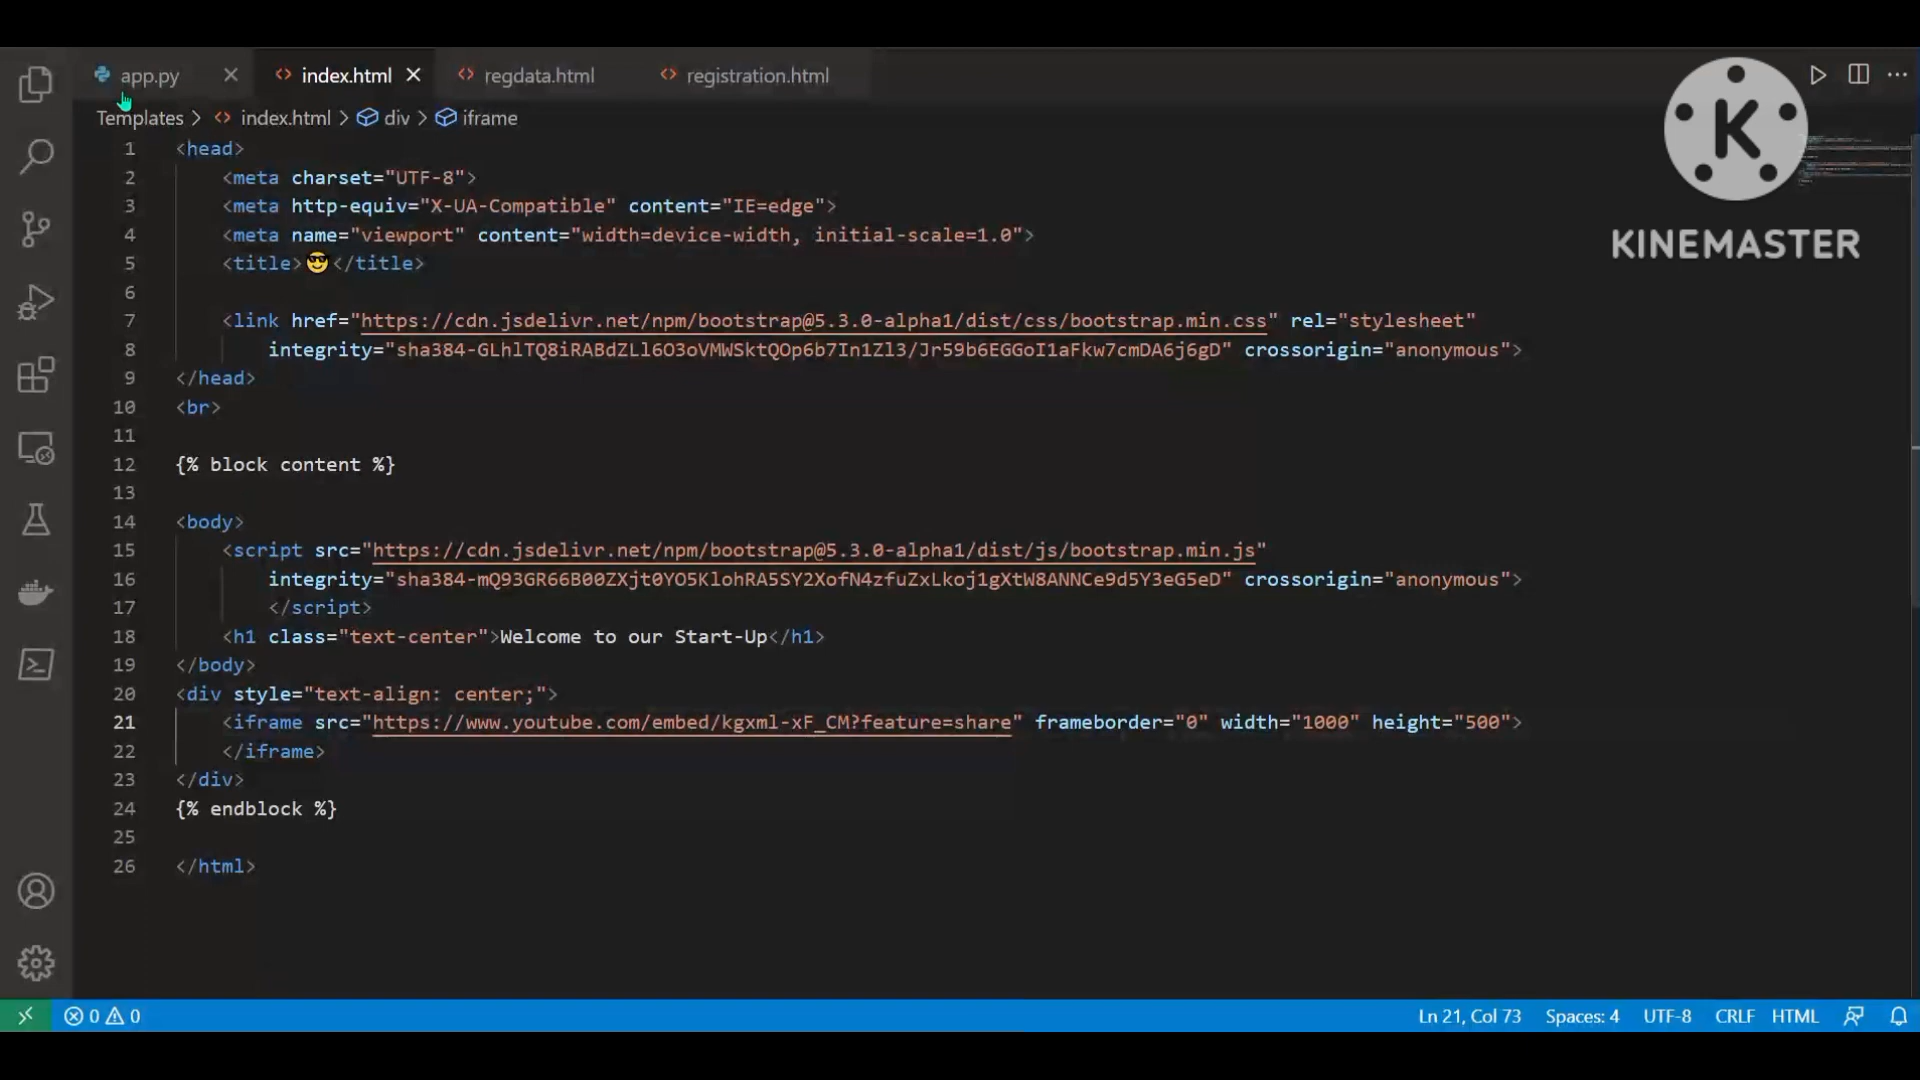 app.py
index.html
regdata.html
registration.html
Templates > index.html > div > iframe
K
KINEMASTER
1 <head>
2 <meta charset="UTF-8">
3 <meta http-equiv="X-UA-Compatible" content="IE=edge">
4 <meta name="viewport" content="width=device-width, initial-scale=1.0">
5 <title>😎</title>
6
7 <link href="https://cdn.jsdelivr.net/npm/bootstrap@5.3.0-alpha1/dist/css/bootstrap.min.css" rel="stylesheet"
8 integrity="sha384-GLhlTQ8iRABdZLl6O3oVMWSktQOp6b7In1Zl3/Jr59b6EGGoI1aFkw7cmDA6j6gD" crossorigin="anonymous">
9 </head>
10 <br>
11
12 {% block content %}
13
14 <body>
15 <script src="https://cdn.jsdelivr.net/npm/bootstrap@5.3.0-alpha1/dist/js/bootstrap.min.js"
16 integrity="sha384-mQ93GR66B00ZXjt0YO5KlohRA5SY2XofN4zfuZxLkoj1gXtW8ANNCe9d5Y3eG5eD" crossorigin="anonymous">
17 </script>
18 <h1 class="text-center">Welcome to our Start-Up</h1>
19 </body>
20 <div style="text-align: center;">
21 <iframe src="https://www.youtube.com/embed/kgxml-xF_CM?feature=share" frameborder="0" width="1000" height="500">
22 </iframe>
23 </div>
24 {% endblock %}
25
26 </html>
0 0
Ln 21, Col 73
Spaces: 4
UTF-8
CRLF
HTML